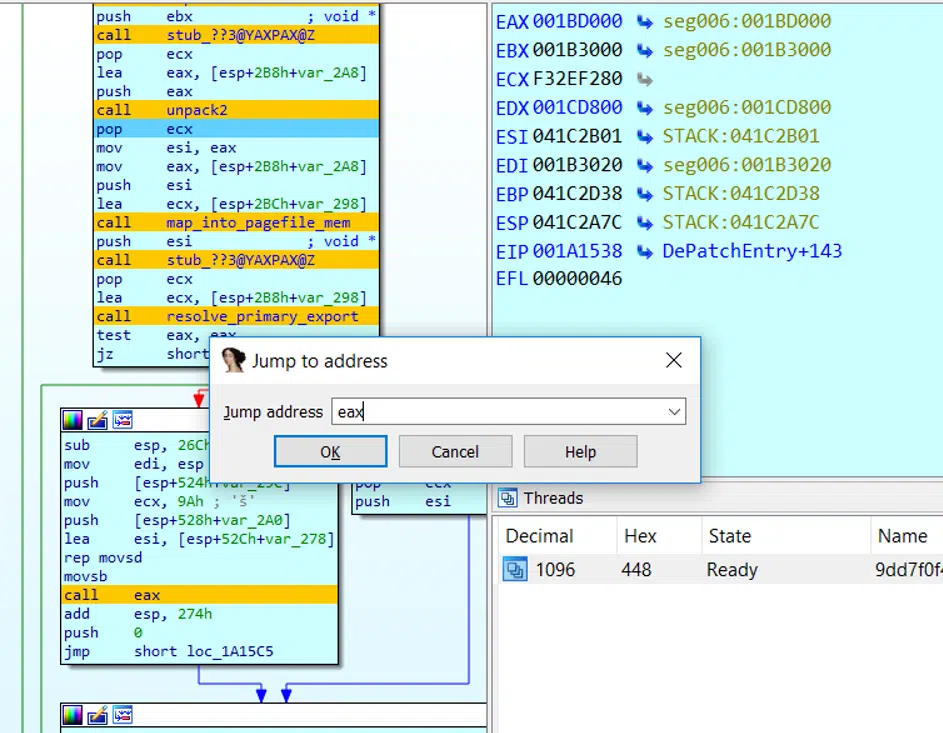 push ebx ; void *
call stub_??3@YAXPAX@Z
pop ecx
lea eax, [esp+2B8h+var_2A8]
push eax
call unpack2
pop ecx
mov esi, eax
mov eax, [esp+2B8h+var_2A8]
push esi
lea ecx, [esp+2BCh+var_298]
call map_into_pagefile_mem
push esi ; void *
call stub_??3@YAXPAX@Z
pop ecx
lea ecx, [esp+2B8h+var_298]
call resolve_primary_export
test eax, eax
jz short
EAX 001BD000 seg006:001BD000
EBX 001B3000 seg006:001B3000
ECX F32EF280
EDX 001CD800 seg006:001CD800
ESI 041C2B01 STACK:041C2B01
EDI 001B3020 seg006:001B3020
EBP 041C2D38 STACK:041C2D38
ESP 041C2A7C STACK:041C2A7C
EIP 001A1538 DePatchEntry+143
EFL 00000046
Jump to address
Jump address eax
OK Cancel Help
sub esp, 26Ch
mov edi, esp
push [esp+524h+var_29C]
mov ecx, 9Ah ; 'š'
push [esp+528h+var_2A0]
lea esi, [esp+52Ch+var_278]
rep movsd
movsb
call eax
add esp, 274h
push 0
jmp short loc_1A15C5
pop ecx
push esi
Threads
Decimal Hex State Name
1096 448 Ready 9dd7f0f4